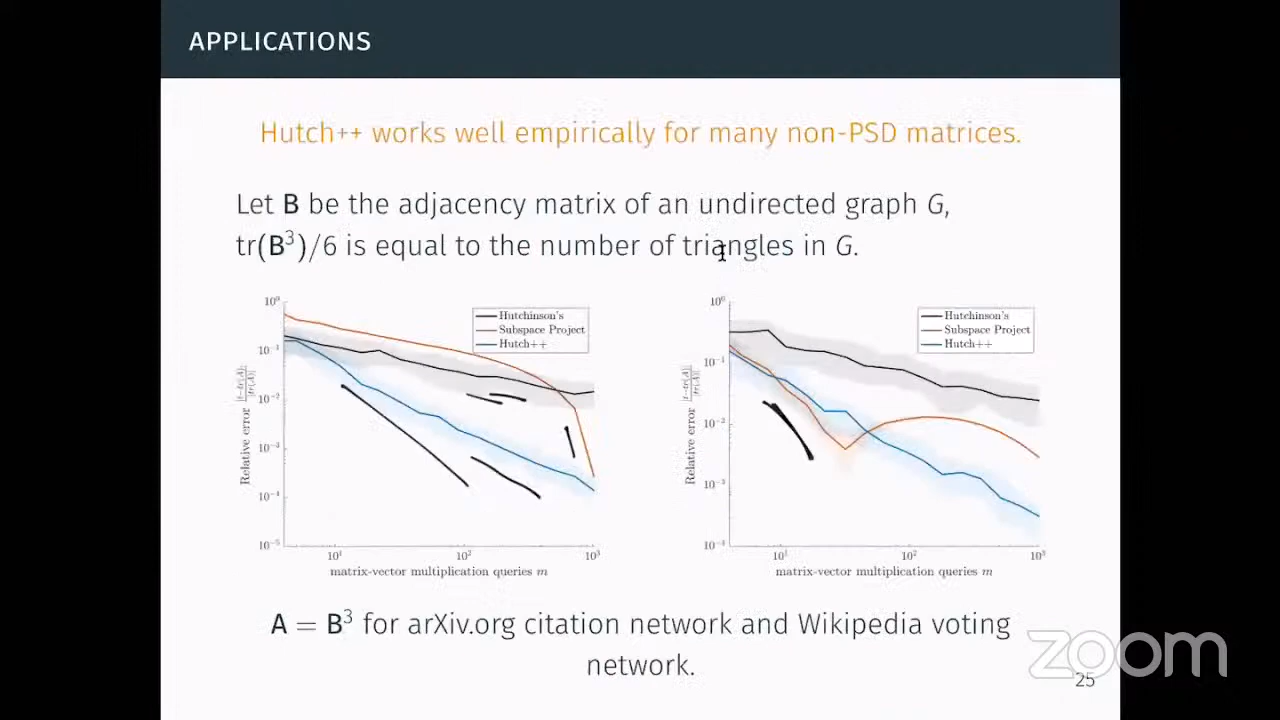 APPLICATIONS
Hutch++ works well empirically for many non-PSD matrices.
Let B be the adjacency matrix of an undirected graph G,
tr(B³)/6 is equal to the number of triangles in G.
10⁰
10⁻¹
10⁻²
10⁻³
10⁻⁴
10⁻⁵
Relative error |t−tr(A)|/|tr(A)|
Hutchinson's
Subspace Project
Hutch++
10¹ 10² 10³
matrix-vector multiplication queries m
10⁰
10⁻¹
10⁻²
10⁻³
10⁻⁴
Relative error |t−tr(A)|/|tr(A)|
Hutchinson's
Subspace Project
Hutch++
10¹ 10² 10³
matrix-vector multiplication queries m
A = B³ for arXiv.org citation network and Wikipedia voting
network.
zoom
25